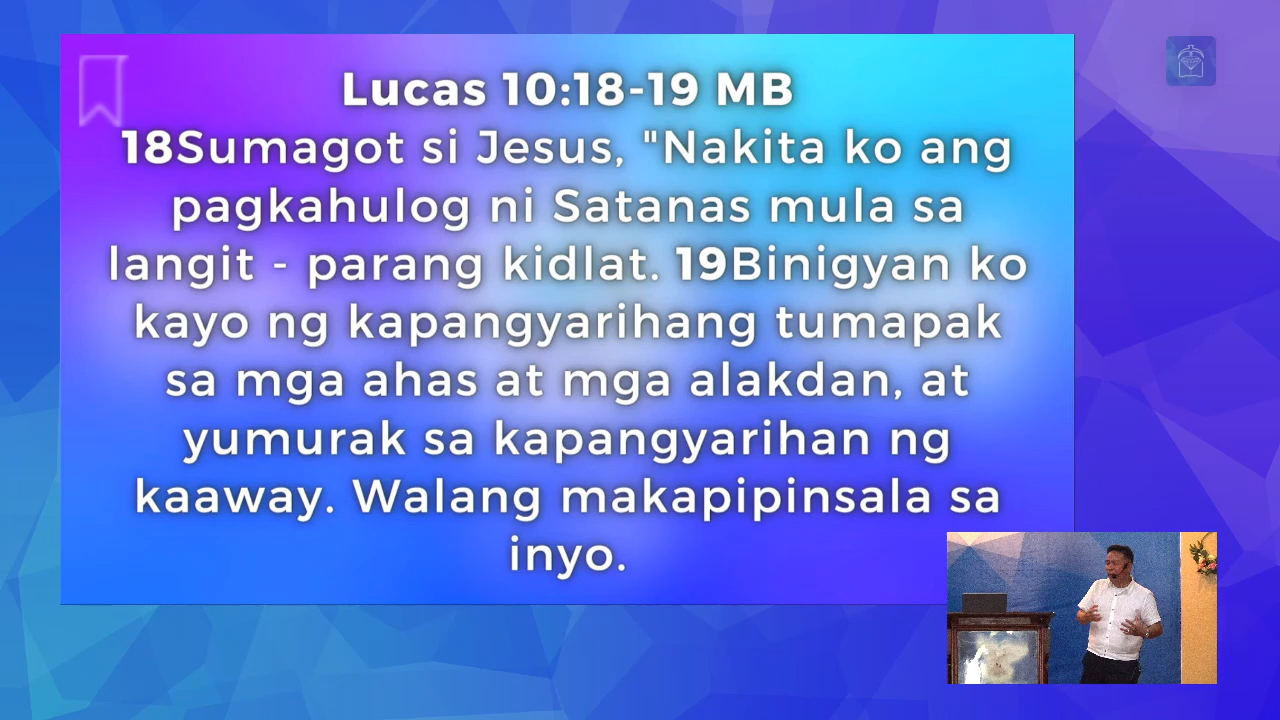 Lucas 10:18-19 MB
18Sumagot si Jesus, "Nakita ko ang
pagkahulog ni Satanas mula sa
langit - parang kidlat. 19Binigyan ko
kayo ng kapangyarihang tumapak
sa mga ahas at mga alakdan, at
yumurak sa kapangyarihan ng
kaaway. Walang makapipinsala sa
inyo.